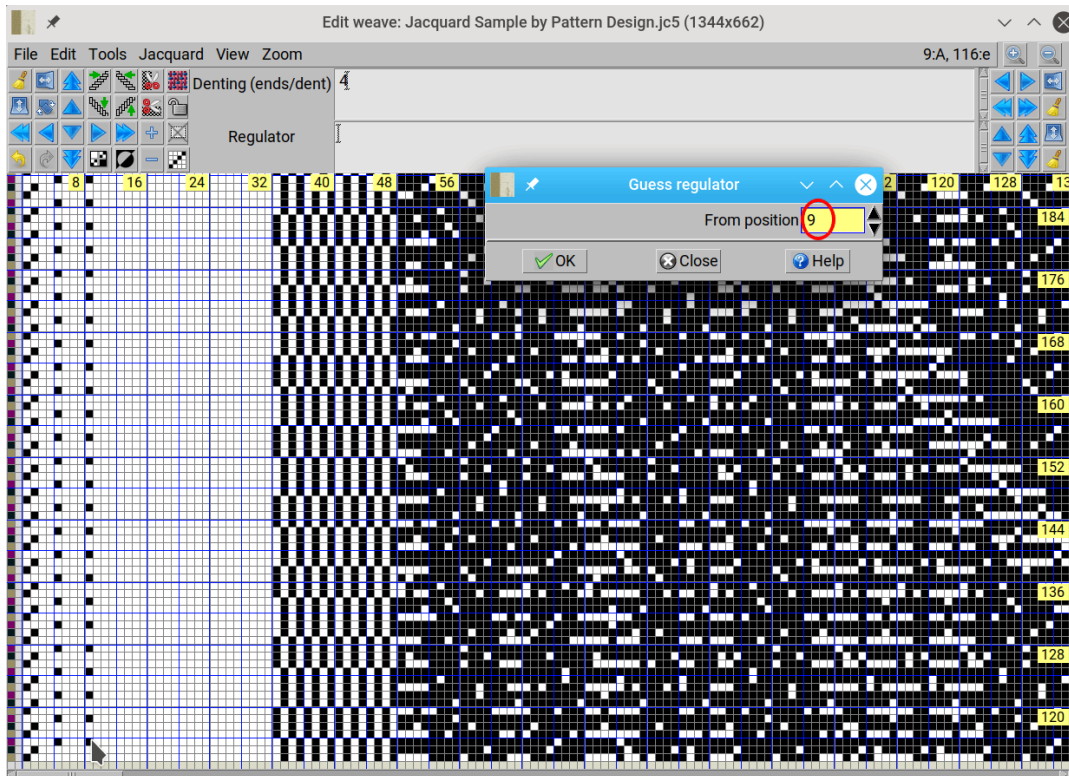 Edit weave: Jacquard Sample by Pattern Design.jc5 (1344x662)
File Edit Tools Jacquard View Zoom 9:A, 116:e
Denting (ends/dent) 4
Regulator
8 16 24 32 40 48 56 2 120 128 13
Guess regulator
From position 9
OK Close Help
184
176
168
160
152
144
136
128
120